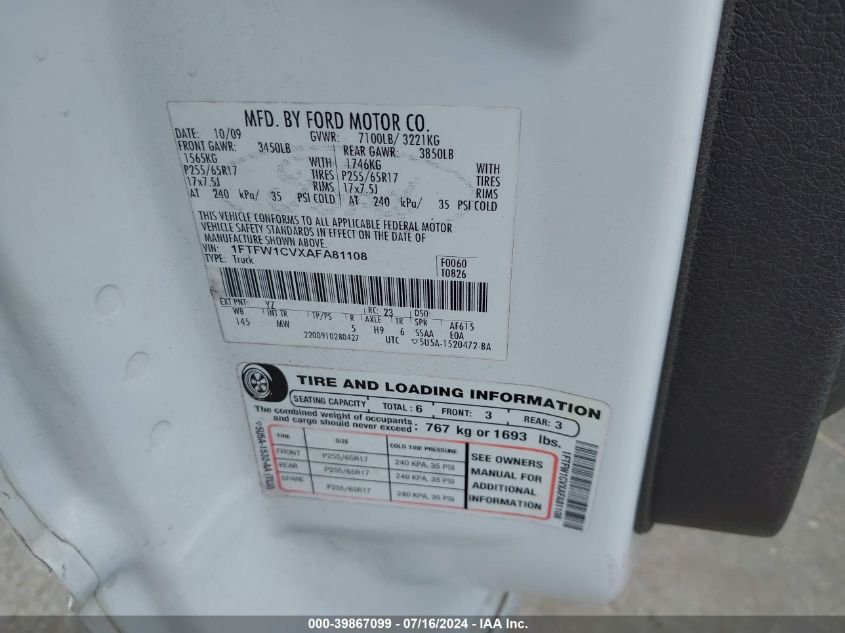 MFD. BY FORD MOTOR CO.
DATE: 10/09 GVWR: 7100LB/ 3221KG
FRONT GAWR: 3450LB REAR GAWR: 3850LB
1565KG WITH 1746KG WITH
P255/65R17 TIRES P255/65R17 TIRES
17x7.5J RIMS 17x7.5J RIMS
AT 240 kPa/ 35 PSI COLD AT 240 kPa/ 35 PSI COLD
THIS VEHICLE CONFORMS TO ALL APPLICABLE FEDERAL MOTOR
VEHICLE SAFETY STANDARDS IN EFFECT ON THE DATE OF
MANUFACTURE SHOWN ABOVE.
VIN: 1FTFW1CVXAFA81108 F0060
TYPE: Truck T0826
EXT PNT: YZ RC: 23 DSO:
WB INT TR TP/PS R AXLE TR SPR AF615
145 MW 5 H9 6 S5AA E0A
2200910280427 UTC ▽5U5A-1520472-BA
TIRE AND LOADING INFORMATION
SEATING CAPACITY TOTAL: 6 FRONT: 3 REAR: 3
The combined weight of occupants
and cargo should never exceed: 767 kg or 1693 lbs.
TIRE SIZE COLD TIRE PRESSURE
FRONT P255/65R17 240 KPA, 35 PSI
REAR P255/65R17 240 KPA, 35 PSI
SPARE P255/65R17 240 KPA, 35 PSI
SEE OWNERS
MANUAL FOR
ADDITIONAL
INFORMATION
1FTFW1CVXAFA81108
000-39867099 - 07/16/2024 - IAA Inc.